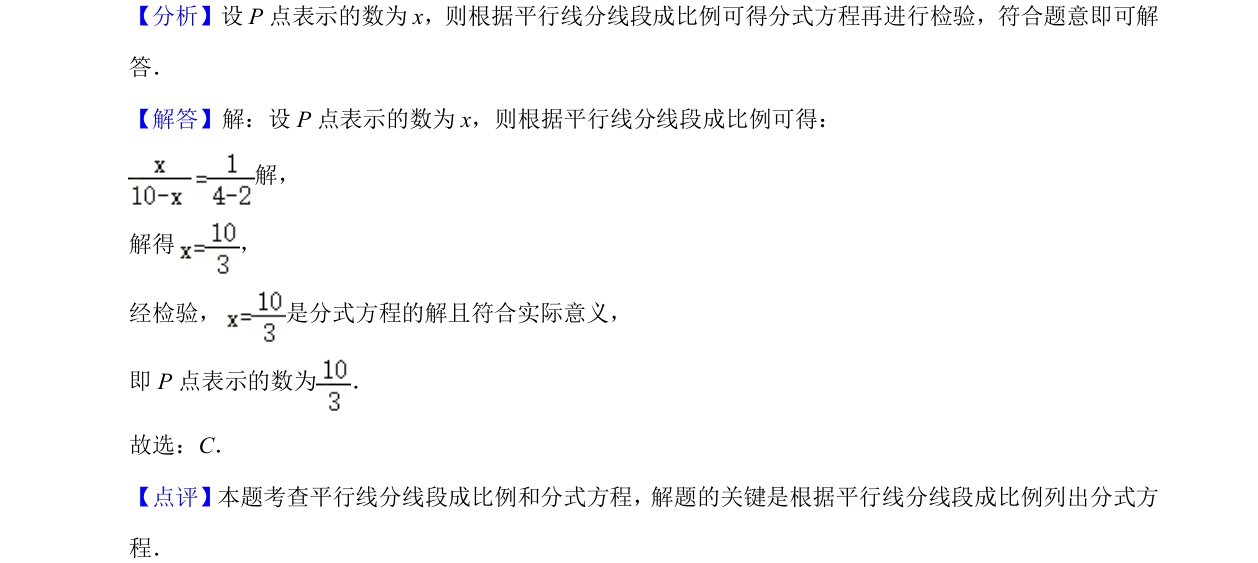 【分析】设 P 点表示的数为 x，则根据平行线分线段成比例可得分式方程再进行检验，符合题意即可解
答．
【解答】解：设 P 点表示的数为 x，则根据平行线分线段成比例可得：
x/(10-x)=1/(4-2)解，
解得 x=10/3，
经检验， x=10/3是分式方程的解且符合实际意义，
即 P 点表示的数为10/3．
故选：C．
【点评】本题考查平行线分线段成比例和分式方程，解题的关键是根据平行线分线段成比例列出分式方
程．